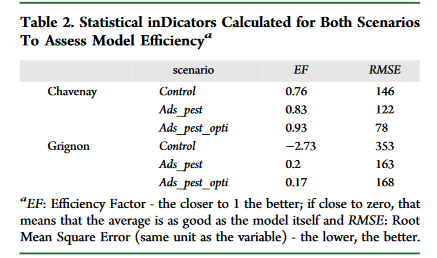 Table 2. Statistical inDicators Calculated for Both Scenarios
To Assess Model Efficiencyᵃ
scenario EF RMSE
Chavenay Control 0.76 146
Ads_pest 0.83 122
Ads_pest_opti 0.93 78
Grignon Control −2.73 353
Ads_pest 0.2 163
Ads_pest_opti 0.17 168
ᵃEF: Efficiency Factor - the closer to 1 the better; if close to zero, that
means that the average is as good as the model itself and RMSE: Root
Mean Square Error (same unit as the variable) - the lower, the better.